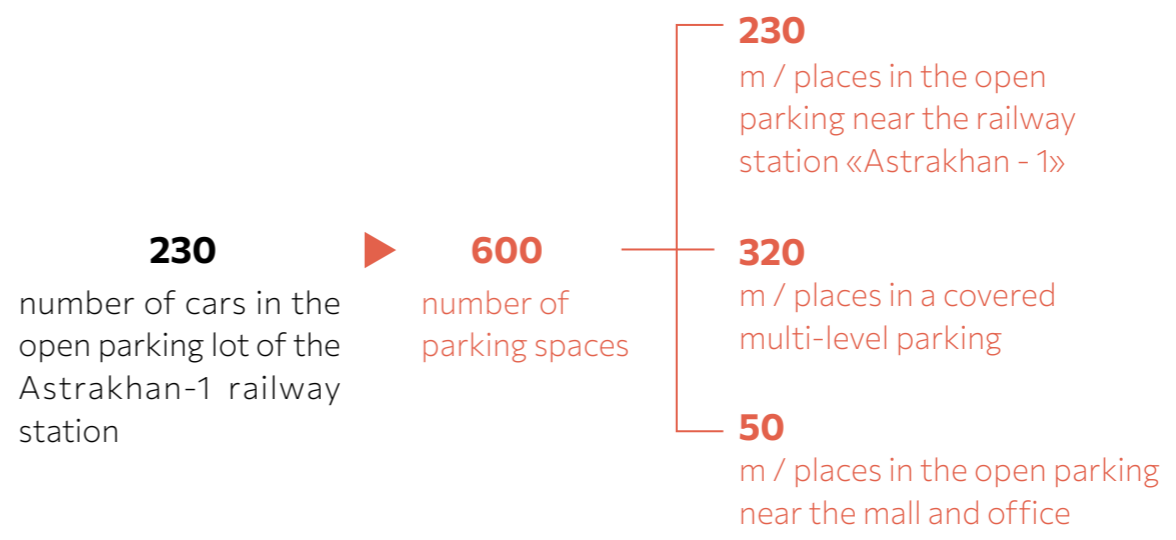 230
number of cars in the
open parking lot of the
Astrakhan-1 railway
station
600
number of
parking spaces
230
m / places in the open
parking near the railway
station «Astrakhan - 1»
320
m / places in a covered
multi-level parking
50
m / places in the open parking
near the mall and office